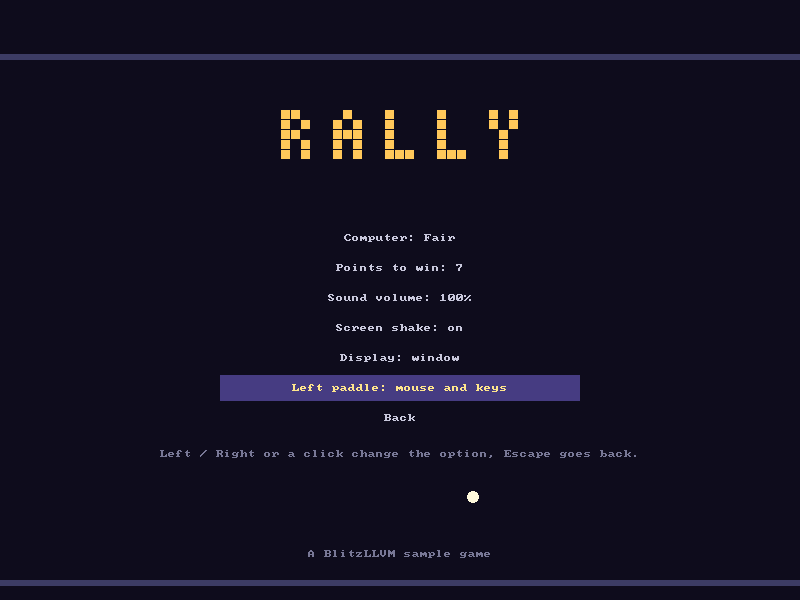 RALLY
Computer: Fair
Points to win: 7
Sound volume: 100%
Screen shake: on
Display: window
Left paddle: mouse and keys
Back
Left / Right or a click change the option, Escape goes back.
A BlitzLLVM sample game